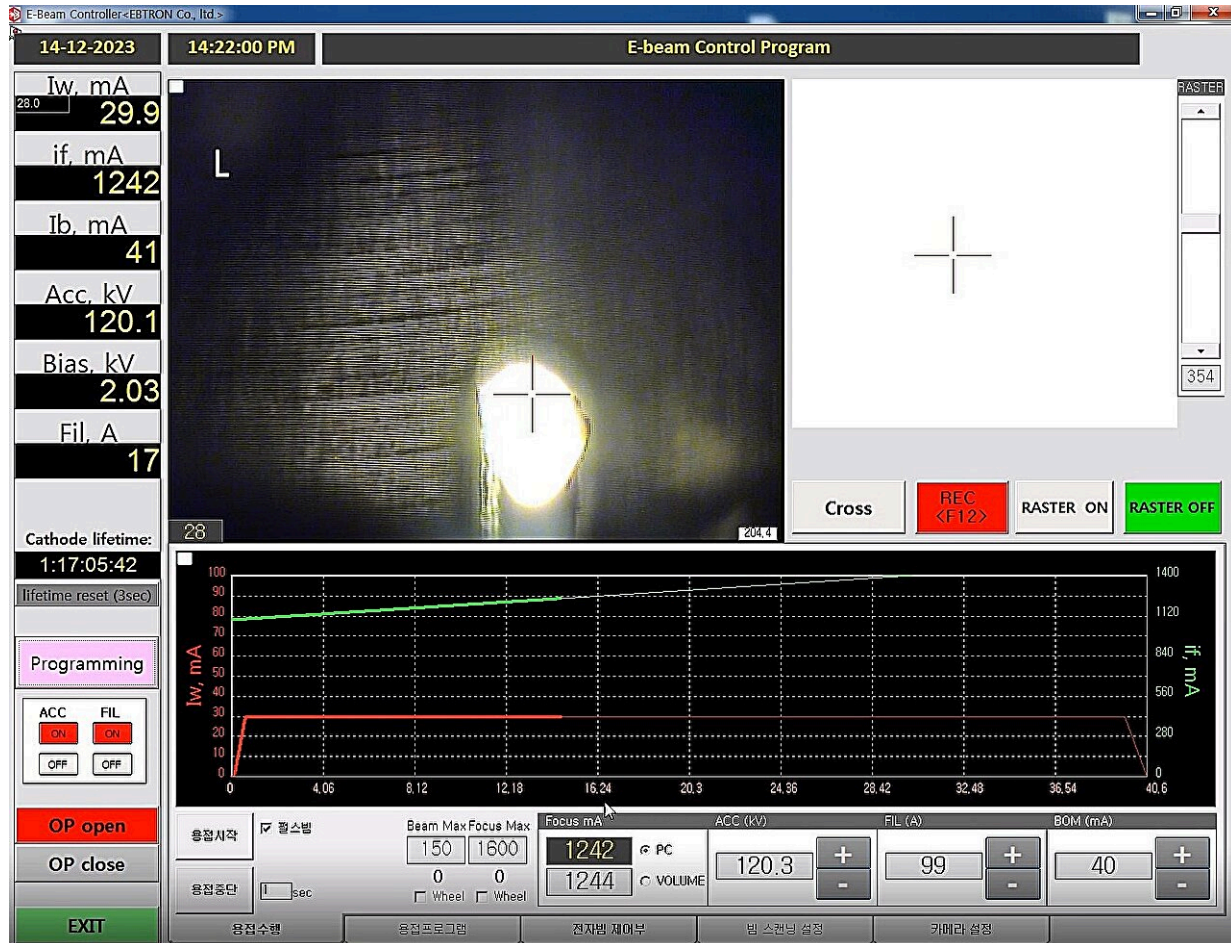 E-Beam Controller<EBTRON Co., ltd.>
14-12-2023
14:22:00 PM
E-beam Control Program
Iw, mA
28.0
29.9
if, mA
1242
Ib, mA
41
Acc, kV
120.1
Bias, kV
2.03
Fil, A
17
Cathode lifetime:
1:17:05:42
lifetime reset (3sec)
Programming
ACC FIL
ON ON
OFF OFF
OP open
OP close
EXIT
L
28
204,4
RASTER
354
Cross
REC <F12>
RASTER ON
RASTER OFF
100
90
80
70
60
50
40
30
20
10
0
Iw, mA
1400
1120
840
560
280
0
if, mA
0 4,06 8,12 12,18 16,24 20,3 24,36 28,42 32,48 36,54 40,6
용접시작
펄스빔
용접중단
sec
Beam Max Focus Max
150 1600
0 0
Wheel Wheel
Focus mA
1242 PC
1244 VOLUME
ACC (kV)
120.3 + -
FIL (A)
99 + -
BOM (mA)
40 + -
용접수행 용접프로그램 전자빔 제어부 빔 스캔닝 설정 카메라 설정